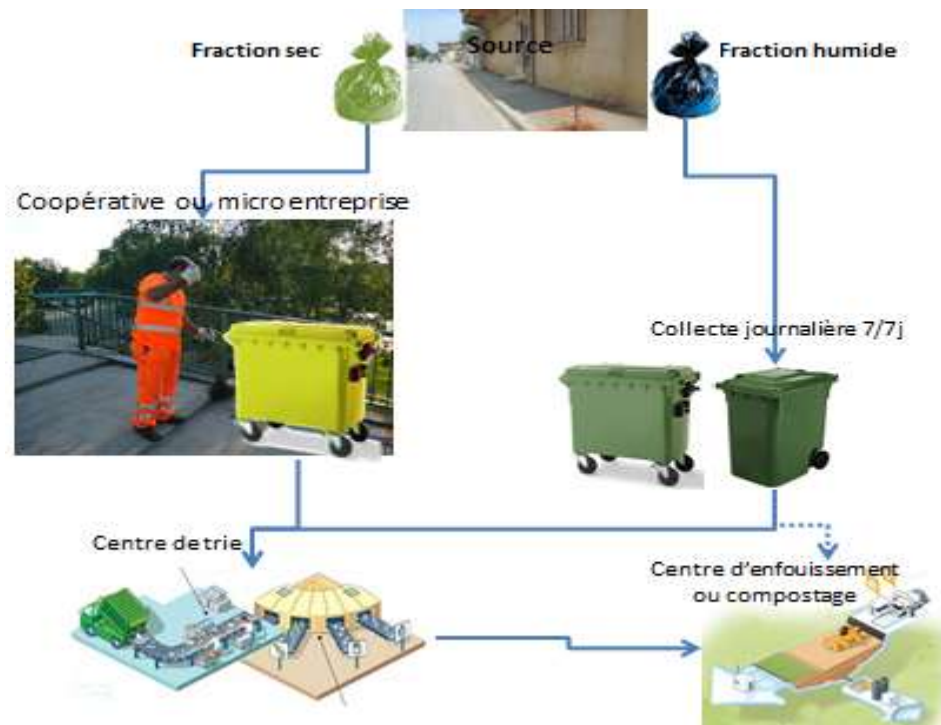 Fraction sec
Source
Fraction humide
Coopérative ou micro entreprise
Collecte journalière 7/7j
Centre de trie
Centre d'enfouissement
ou compostage